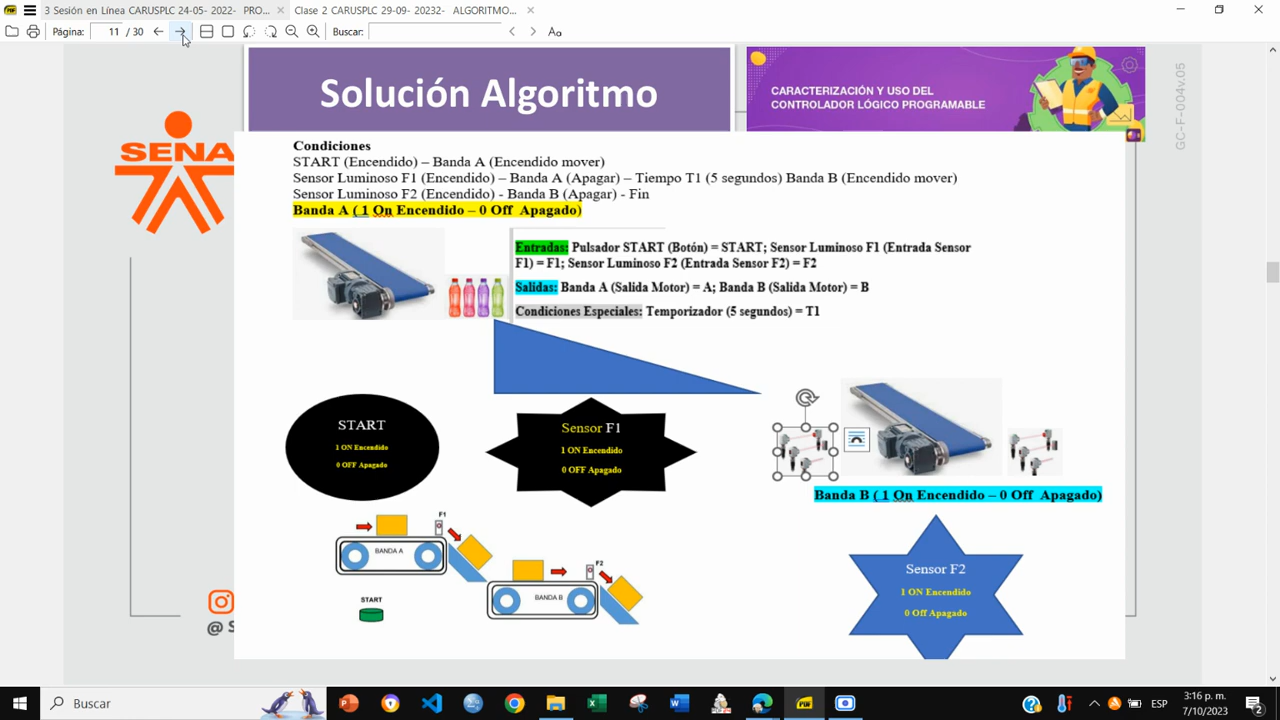 3 Sesión en Línea CARUSPLC 24-05- 2022- PRO...
Clase 2 CARUSPLC 29-09- 20232- ALGORITMO...
Página: 11 / 30
Buscar:
Aa
Solución Algoritmo
CARACTERIZACIÓN Y USO DEL
CONTROLADOR LÓGICO PROGRAMABLE
GC-F-004v.05
SENA
Condiciones
START (Encendido) – Banda A (Encendido mover)
Sensor Luminoso F1 (Encendido) – Banda A (Apagar) – Tiempo T1 (5 segundos) Banda B (Encendido mover)
Sensor Luminoso F2 (Encendido) - Banda B (Apagar) - Fin
Banda A ( 1 On Encendido – 0 Off Apagado)
Entradas: Pulsador START (Botón) = START; Sensor Luminoso F1 (Entrada Sensor
F1) = F1; Sensor Luminoso F2 (Entrada Sensor F2) = F2
Salidas: Banda A (Salida Motor) = A; Banda B (Salida Motor) = B
Condiciones Especiales: Temporizador (5 segundos) = T1
START
1 ON Encendido
0 OFF Apagado
Sensor F1
1 ON Encendido
0 OFF Apagado
Banda B ( 1 On Encendido – 0 Off Apagado)
F1
BANDA A
F2
BANDA B
START
Sensor F2
1 ON Encendido
0 OFF Apagado
@ S
Buscar
ESP
3:16 p. m.
7/10/2023
2